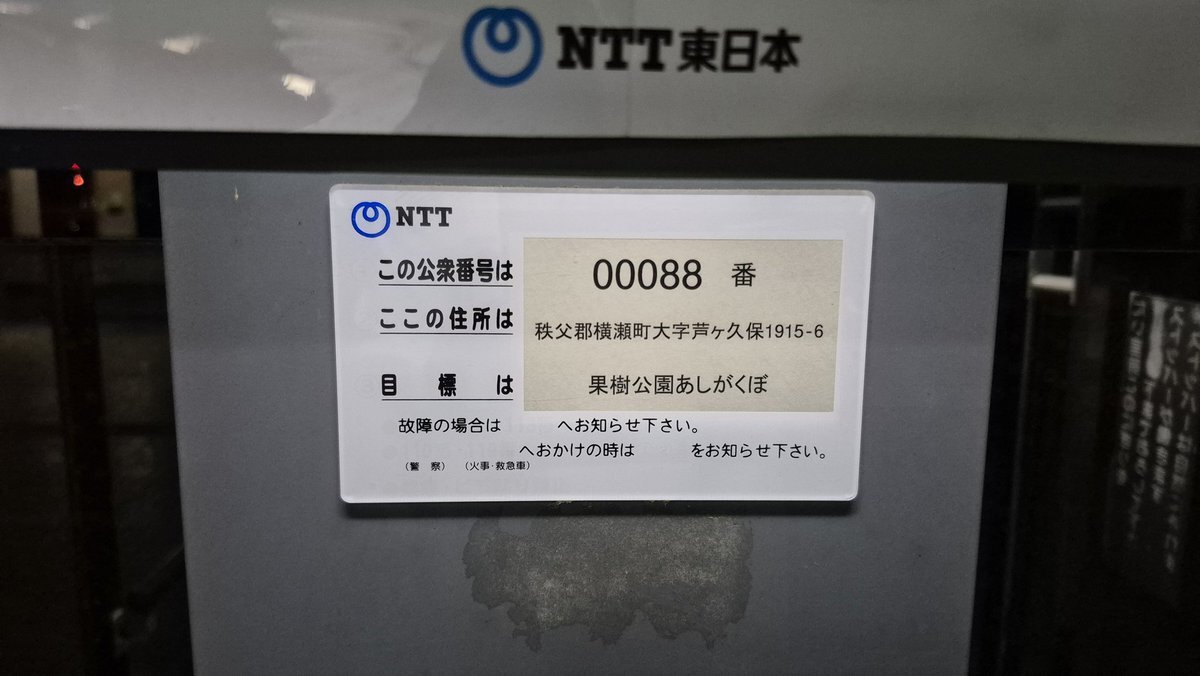 NTT東日本
NTT
この公衆番号は 00088 番
ここの住所は 秩父郡横瀬町大字芦ヶ久保1915-6
目標は 果樹公園あしがくぼ
故障の場合は へお知らせ下さい。
へおかけの時は をお知らせ下さい。
(警 察) (火事・救急車)